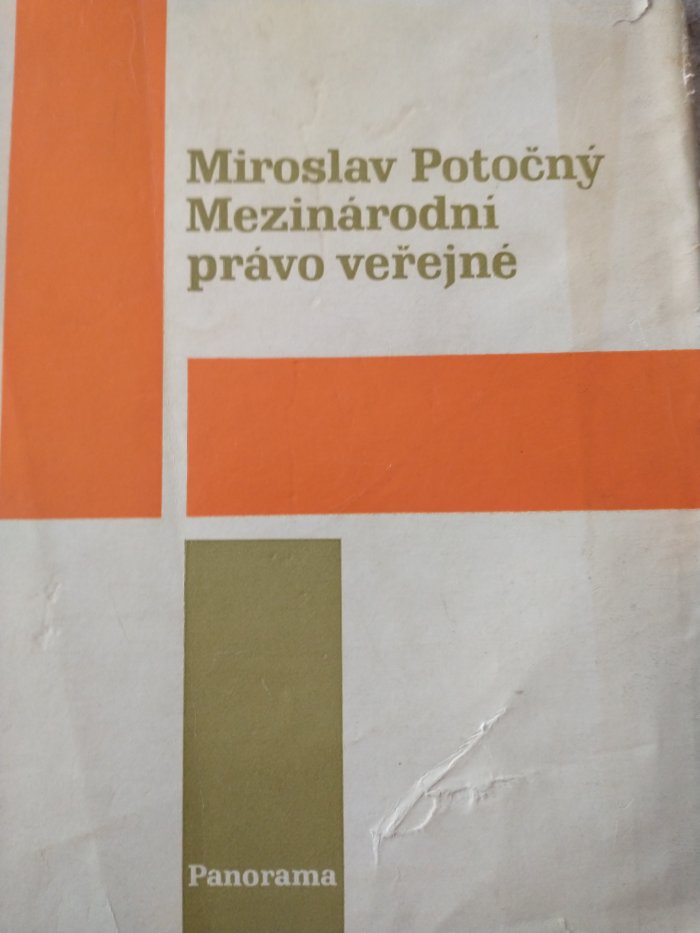 Miroslav Potočný
Mezinárodní
právo veřejné
Panorama